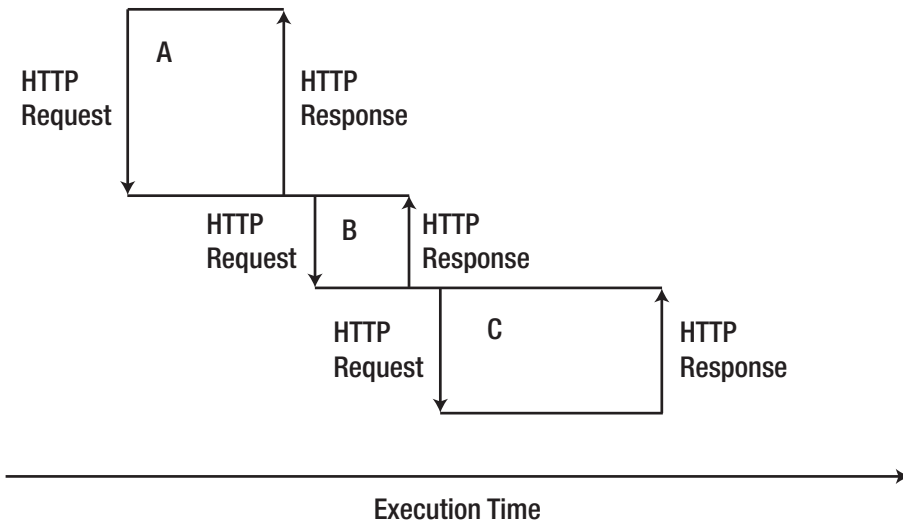 A
HTTP
Request
HTTP
Response
HTTP
Request
B
HTTP
Response
HTTP
Request
C
HTTP
Response
Execution Time